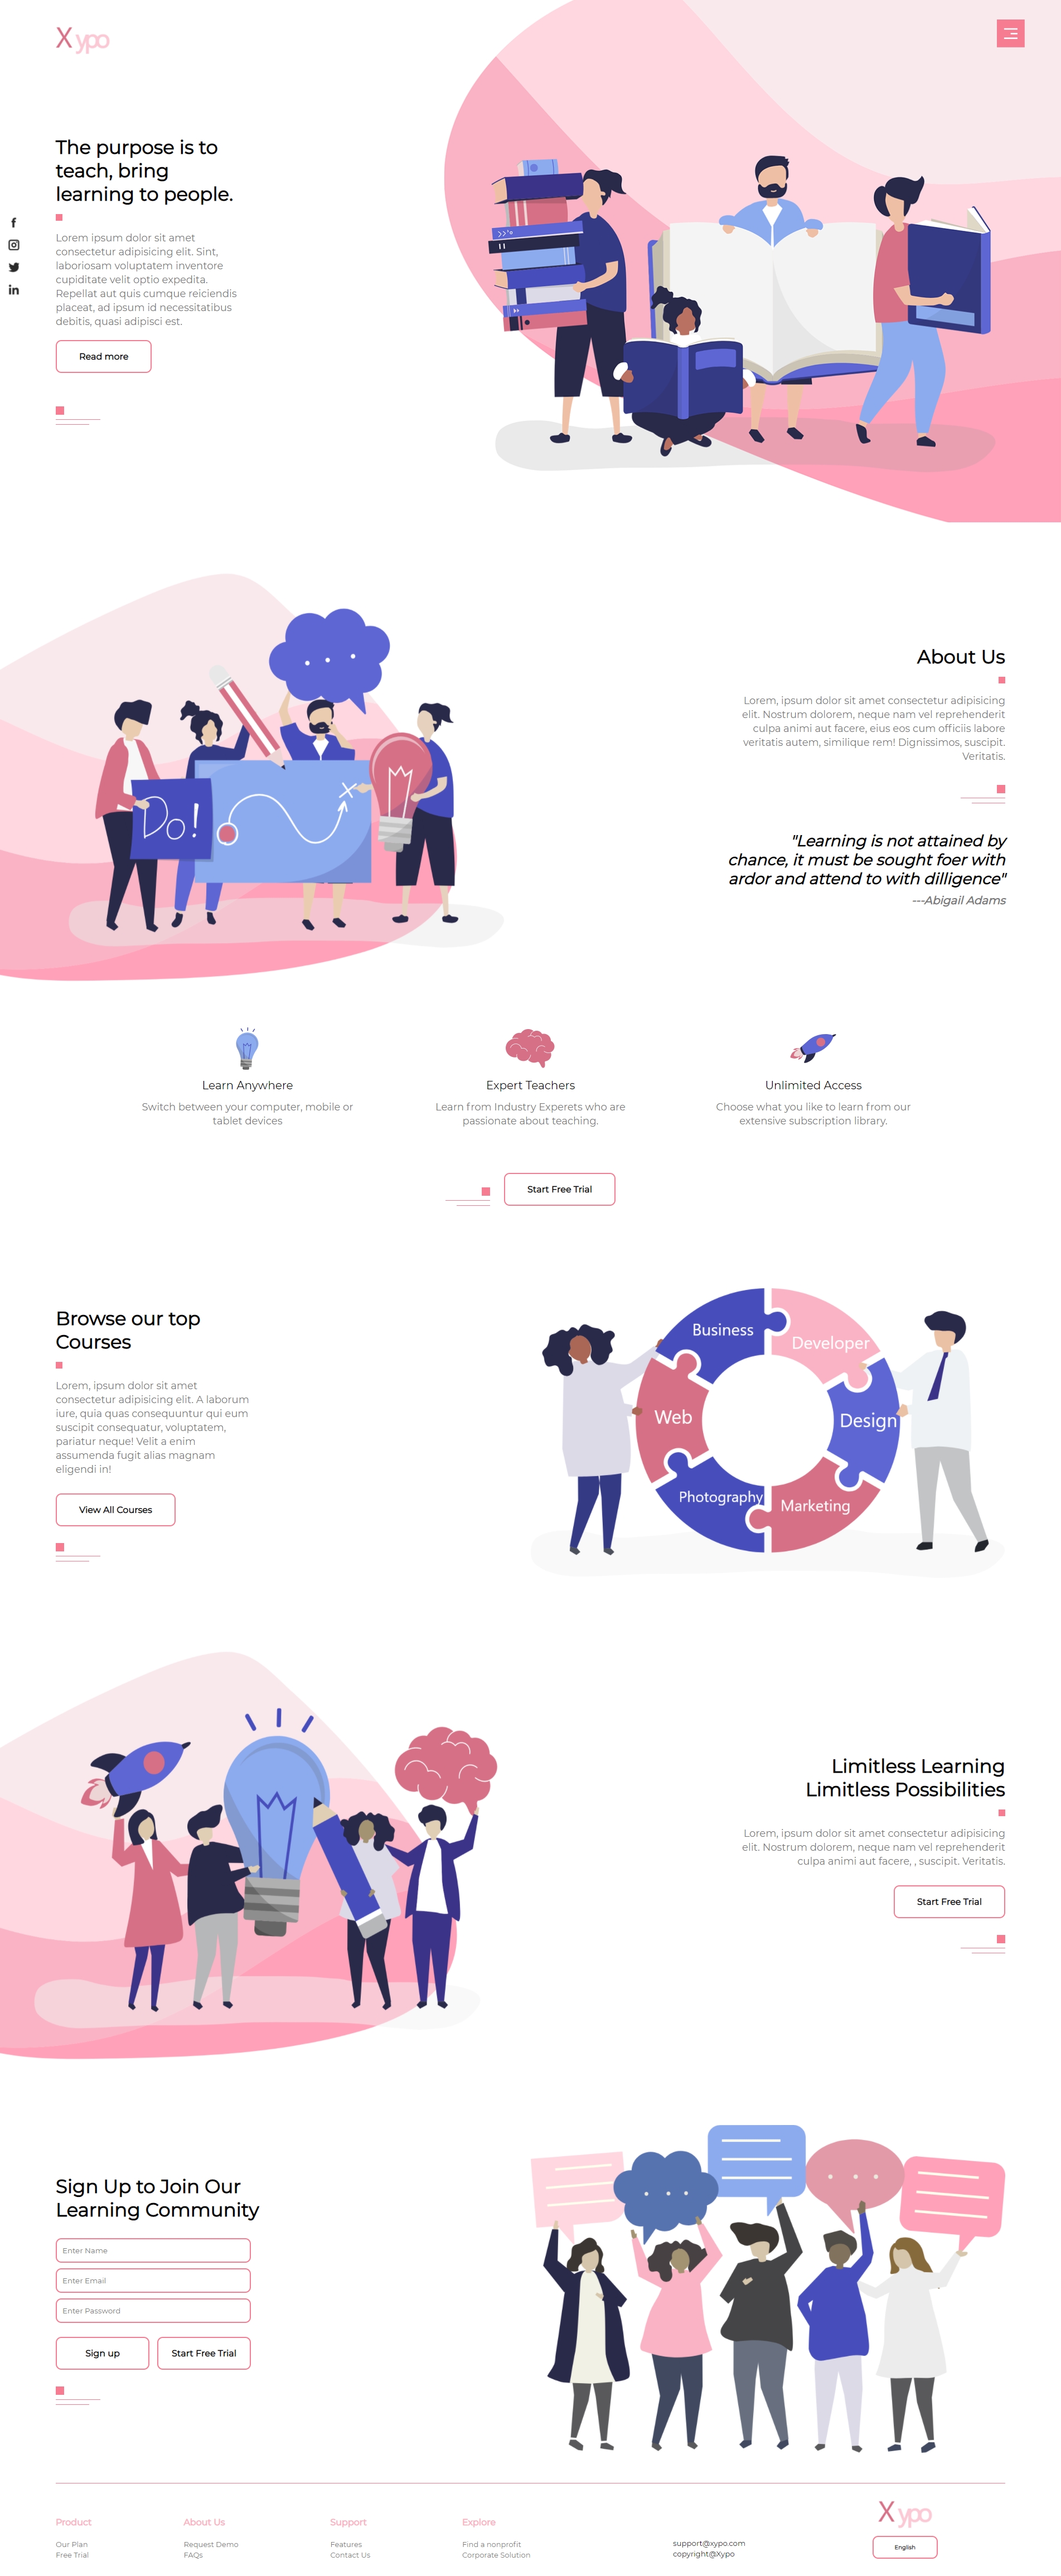 X ypo
The purpose is to
teach, bring
learning to people.
Lorem ipsum dolor sit amet
consectetur adipisicing elit. Sint,
laboriosam voluptatem inventore
cupiditate velit optio expedita.
Repellat aut quis cumque reiciendis
placeat, ad ipsum id necessitatibus
debitis, quasi adipisci est.
Read more
Do!
About Us
Lorem, ipsum dolor sit amet consectetur adipisicing
elit. Nostrum dolorem, neque nam vel reprehenderit
culpa animi aut facere, eius eos cum officiis labore
veritatis autem, similique rem! Dignissimos, suscipit.
Veritatis.
"Learning is not attained by
chance, it must be sought foer with
ardor and attend to with dilligence"
---Abigail Adams
Learn Anywhere
Switch between your computer, mobile or
tablet devices
Expert Teachers
Learn from Industry Experets who are
passionate about teaching.
Unlimited Access
Choose what you like to learn from our
extensive subscription library.
Start Free Trial
Browse our top
Courses
Lorem, ipsum dolor sit amet
consectetur adipisicing elit. A laborum
iure, quia quas consequuntur qui eum
suscipit consequatur, voluptatem,
pariatur neque! Velit a enim
assumenda fugit alias magnam
eligendi in!
View All Courses
Business
Developer
Web
Design
Photography
Marketing
Limitless Learning
Limitless Possibilities
Lorem, ipsum dolor sit amet consectetur adipisicing
elit. Nostrum dolorem, neque nam vel reprehenderit
culpa animi aut facere, , suscipit. Veritatis.
Start Free Trial
Sign Up to Join Our
Learning Community
Enter Name
Enter Email
Enter Password
Sign up
Start Free Trial
Product
Our Plan
Free Trial
About Us
Request Demo
FAQs
Support
Features
Contact Us
Explore
Find a nonprofit
Corporate Solution
support@xypo.com
copyright@Xypo
X ypo
English